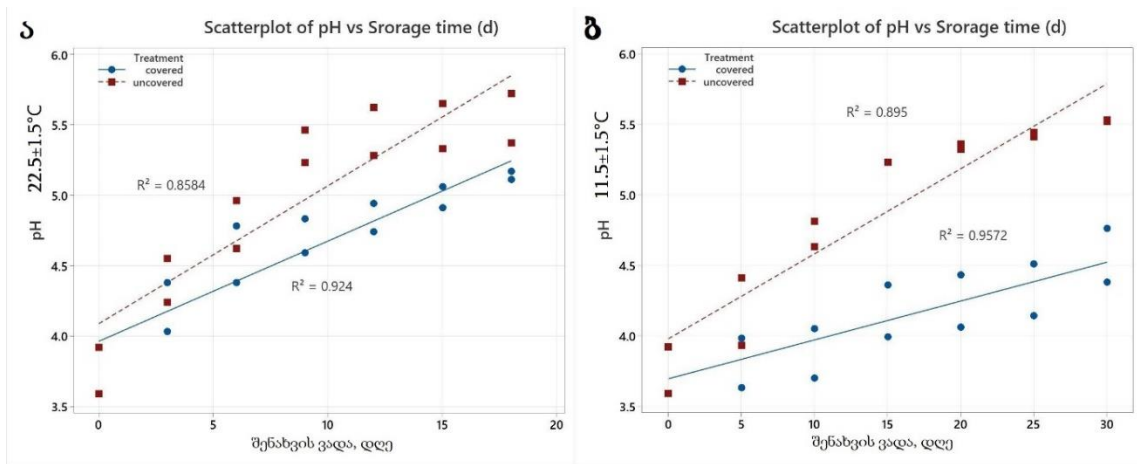 ა
Scatterplot of pH vs Srorage time (d)
6.0
Treatment
covered
uncovered
5.5
22.5±1.5°C
R² = 0.8584
5.0
pH
4.5
R² = 0.924
4.0
3.5
0 5 10 15 20
შენახვის ვადა, დღე
ბ
Scatterplot of pH vs Srorage time (d)
6.0
Treatment
covered
uncovered
R² = 0.895
5.5
11.5±1.5°C
5.0
pH
R² = 0.9572
4.5
4.0
3.5
0 5 10 15 20 25 30
შენახვის ვადა, დღე